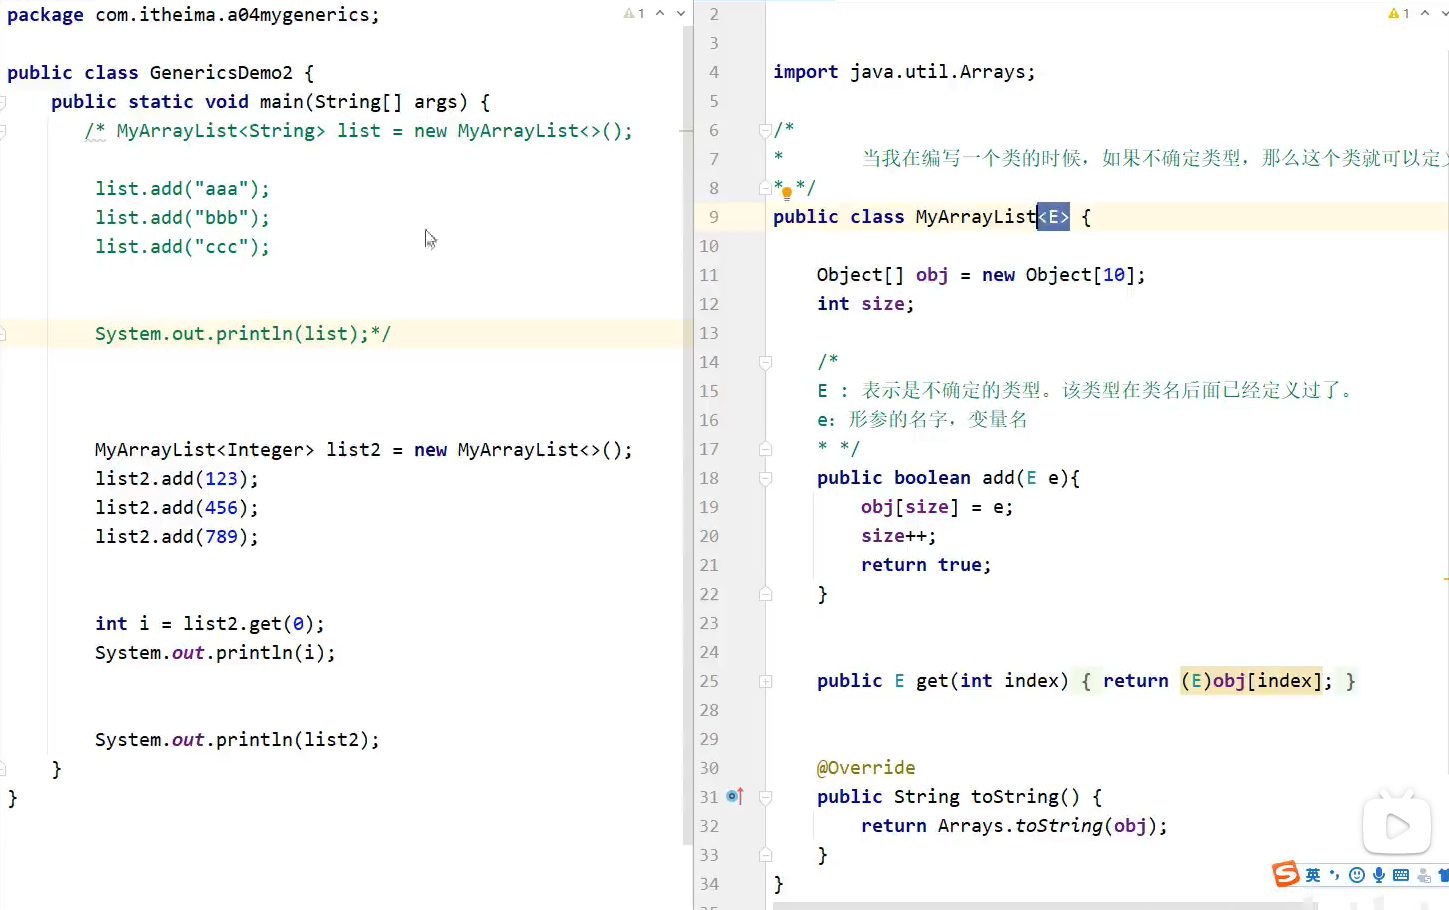 package com.itheima.a04mygenerics;
1
public class GenericsDemo2 {
public static void main(String[] args) {
/* MyArrayList<String> list = new MyArrayList<>();
list.add("aaa");
list.add("bbb");
list.add("ccc");
System.out.println(list);*/
MyArrayList<Integer> list2 = new MyArrayList<>();
list2.add(123);
list2.add(456);
list2.add(789);
int i = list2.get(0);
System.out.println(i);
System.out.println(list2);
}
}
1
2
3
4 import java.util.Arrays;
5
6 /*
7 * 当我在编写一个类的时候，如果不确定类型，那么这个类就可以定
8 * */
9 public class MyArrayList<E> {
10
11 Object[] obj = new Object[10];
12 int size;
13
14 /*
15 E : 表示是不确定的类型。该类型在类名后面已经定义过了。
16 e: 形参的名字，变量名
17 * */
18 public boolean add(E e){
19 obj[size] = e;
20 size++;
21 return true;
22 }
23
24
25 public E get(int index) { return (E)obj[index]; }
28
29
30 @Override
31 public String toString() {
32 return Arrays.toString(obj);
33 }
34 }
英